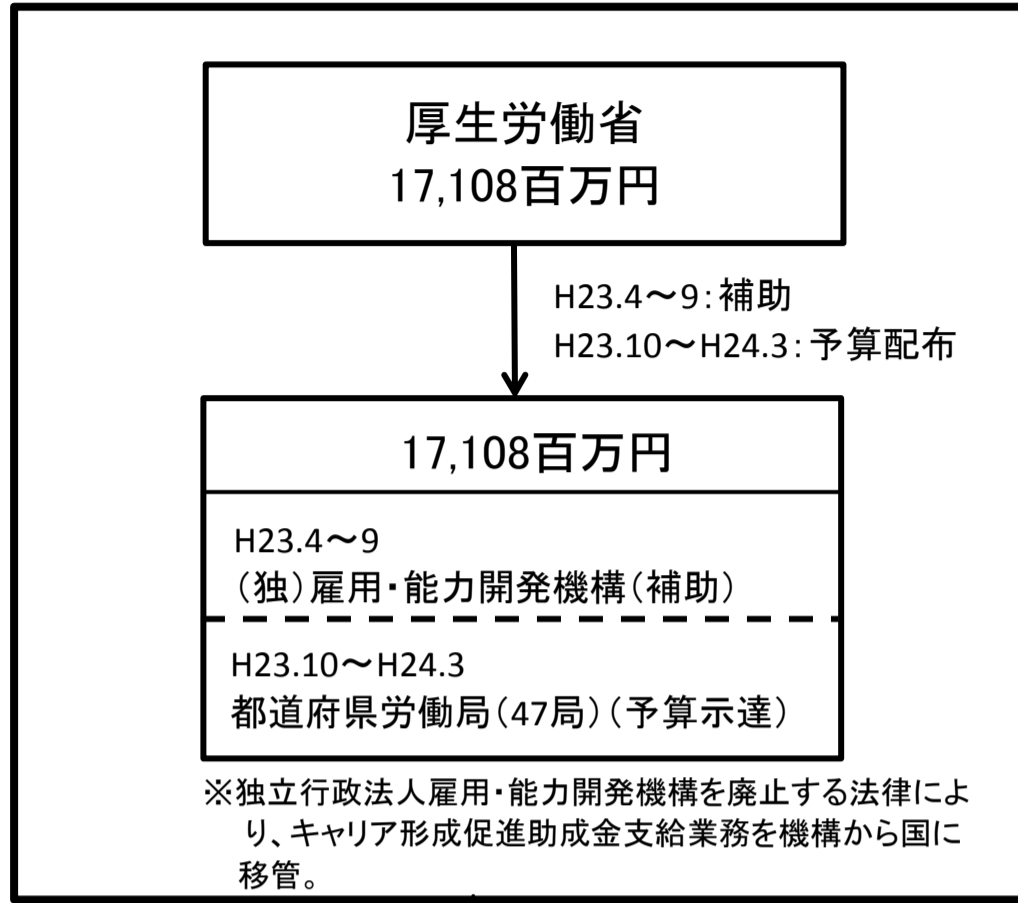 厚生労働省
17,108百万円
H23.4～9：補助
H23.10～H24.3：予算配布
17,108百万円
H23.4～9
（独）雇用・能力開発機構（補助）
H23.10～H24.3
都道府県労働局（47局）（予算示達）
※独立行政法人雇用・能力開発機構を廃止する法律によ
り、キャリア形成促進助成金支給業務を機構から国に
移管。